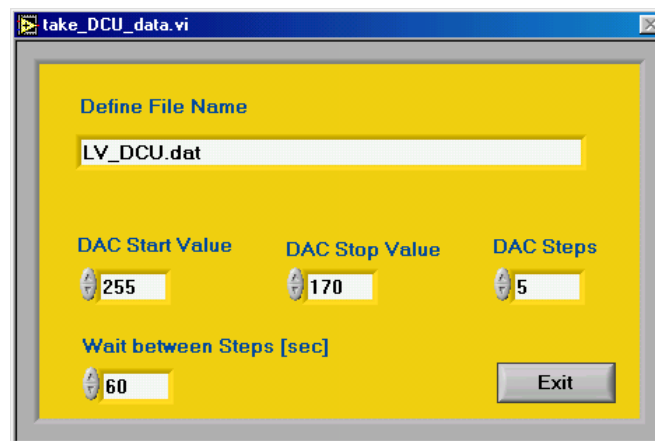 take_DCU_data.vi
Define File Name
LV_DCU.dat
DAC Start Value
DAC Stop Value
DAC Steps
255
170
5
Wait between Steps [sec]
60
Exit